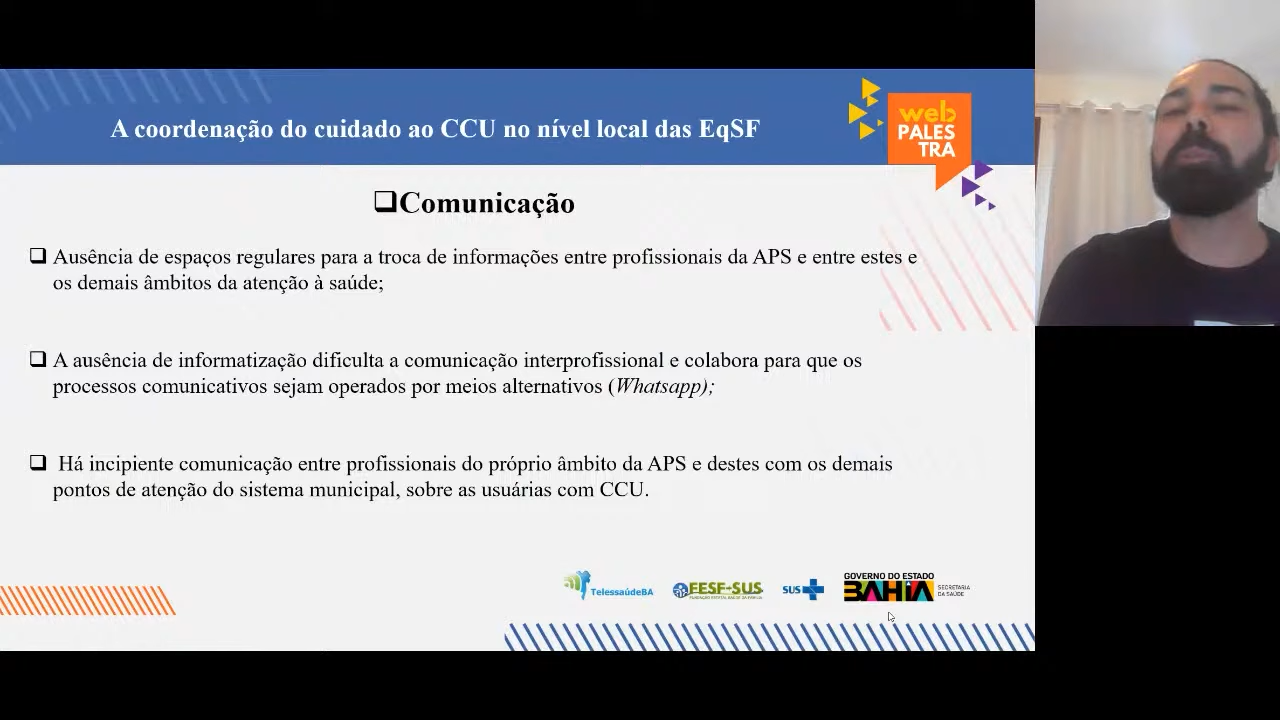 A coordenação do cuidado ao CCU no nível local das EqSF
web
PALES
TRA
Comunicação
Ausência de espaços regulares para a troca de informações entre profissionais da APS e entre estes e
os demais âmbitos da atenção à saúde;
A ausência de informatização dificulta a comunicação interprofissional e colabora para que os
processos comunicativos sejam operados por meios alternativos (Whatsapp);
Há incipiente comunicação entre profissionais do próprio âmbito da APS e destes com os demais
pontos de atenção do sistema municipal, sobre as usuárias com CCU.
TelessaúdeBA
FESF-SUS
SUS
GOVERNO DO ESTADO
BAHIA
SECRETARIA
DA SAÚDE